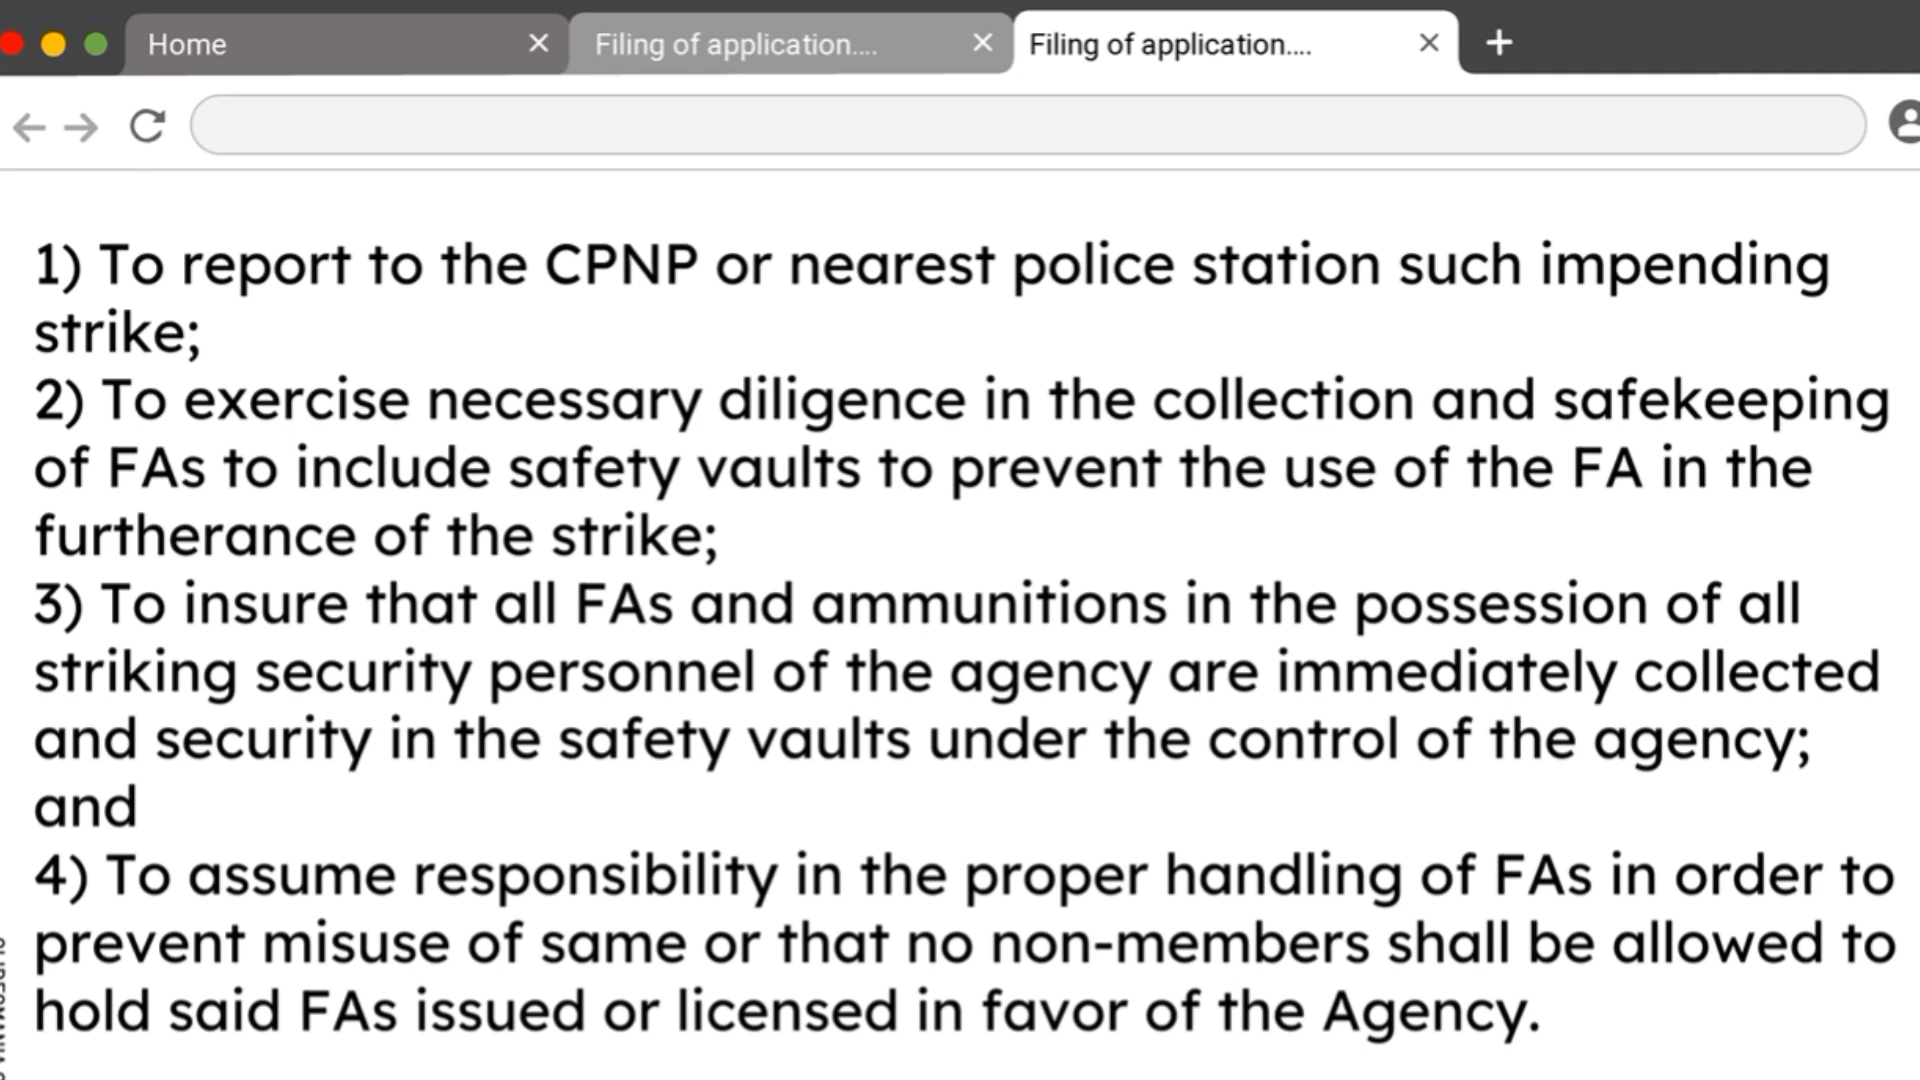 Home
Filing of application....
Filing of application....
1) To report to the CPNP or nearest police station such impending
strike;
2) To exercise necessary diligence in the collection and safekeeping
of FAs to include safety vaults to prevent the use of the FA in the
furtherance of the strike;
3) To insure that all FAs and ammunitions in the possession of all
striking security personnel of the agency are immediately collected
and security in the safety vaults under the control of the agency;
and
4) To assume responsibility in the proper handling of FAs in order to
prevent misuse of same or that no non-members shall be allowed to
hold said FAs issued or licensed in favor of the Agency.